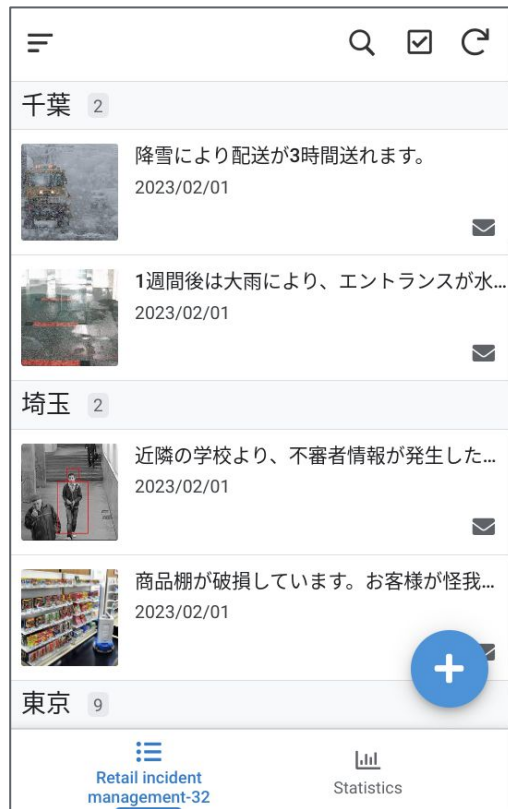 千葉 2
降雪により配送が3時間送れます。
2023/02/01
1週間後は大雨により、エントランスが水...
2023/02/01
埼玉 2
近隣の学校より、不審者情報が発生した...
2023/02/01
商品棚が破損しています。お客様が怪我...
2023/02/01
東京 9
Retail incident
management-32
Statistics